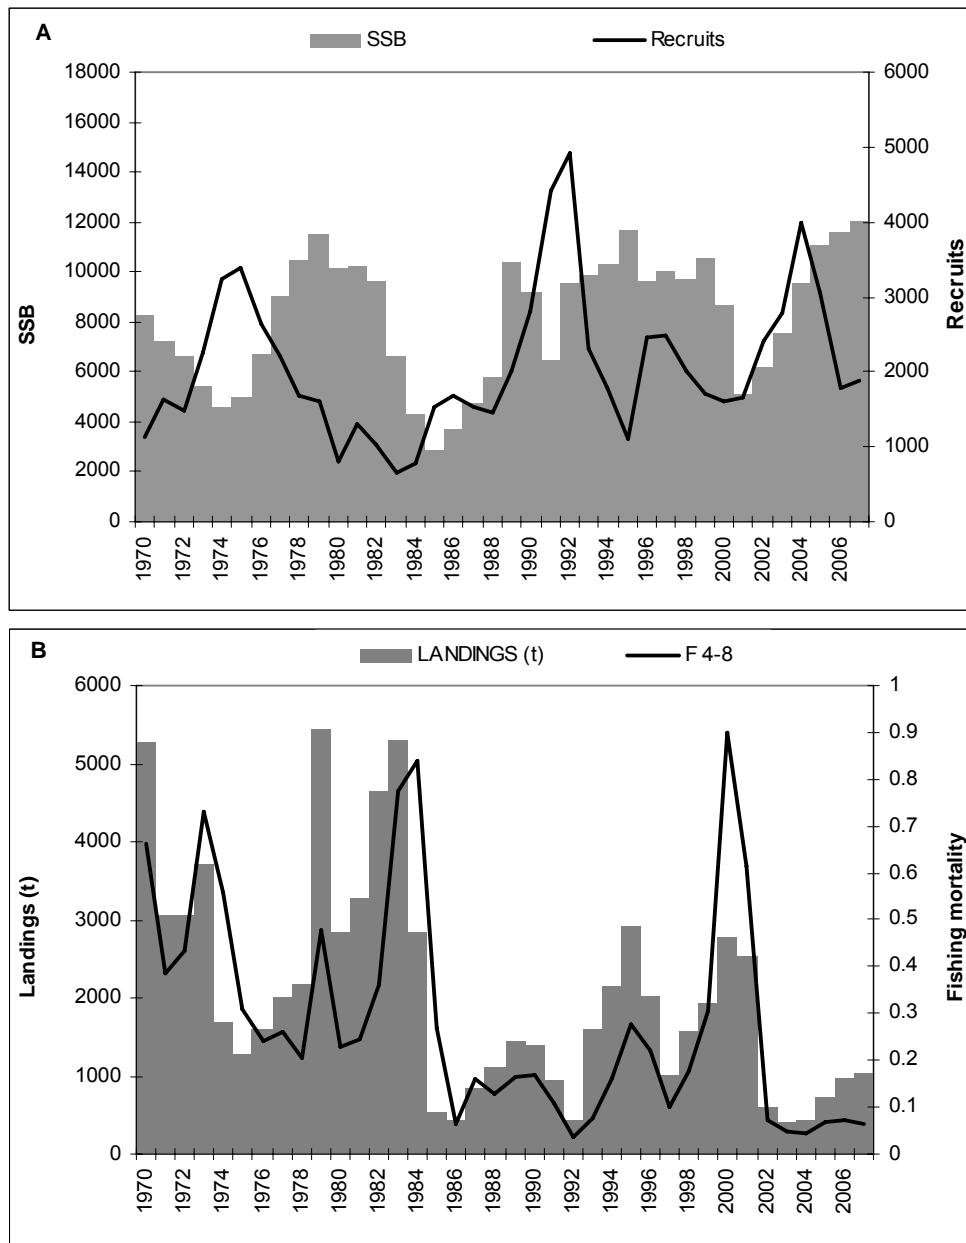 A
SSB Recruits
18000 6000
16000
14000 5000
12000 4000
10000
8000 3000
6000 2000
4000
2000 1000
0 0
SSB
Recruits
1970 1972 1974 1976 1978 1980 1982 1984 1986 1988 1990 1992 1994 1996 1998 2000 2002 2004 2006
B
LANDINGS (t) F 4-8
6000 1
0.9
5000 0.8
4000 0.7
0.6
3000 0.5
0.4
2000 0.3
1000 0.2
0.1
0 0
Landings (t)
Fishing mortality
1970 1972 1974 1976 1978 1980 1982 1984 1986 1988 1990 1992 1994 1996 1998 2000 2002 2004 2006